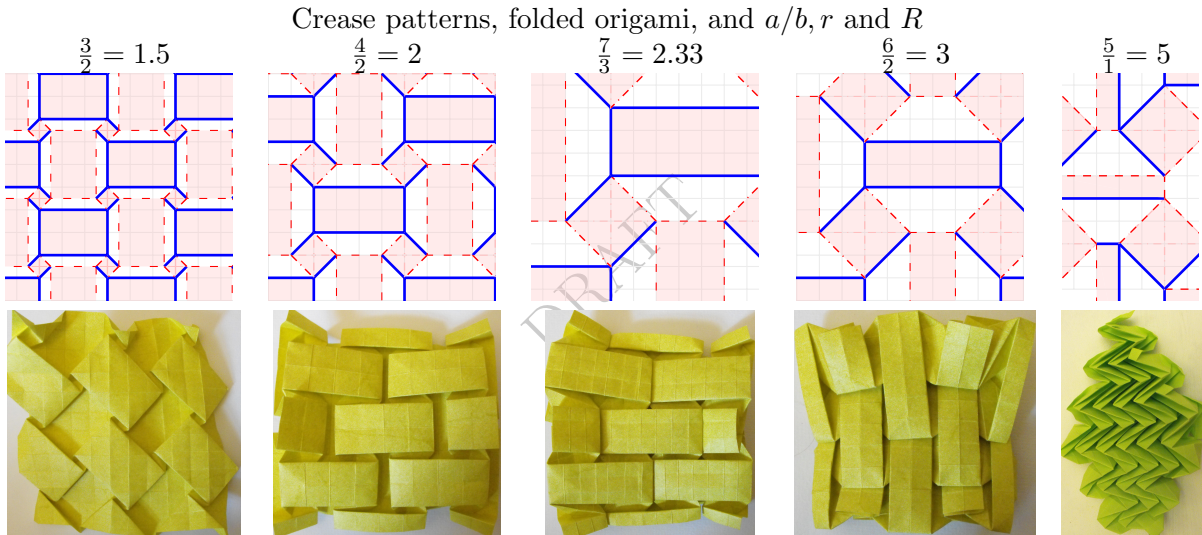 Crease patterns, folded origami, and a/b, r and R
3/2 = 1.5
4/2 = 2
7/3 = 2.33
6/2 = 3
5/1 = 5
DRAFT